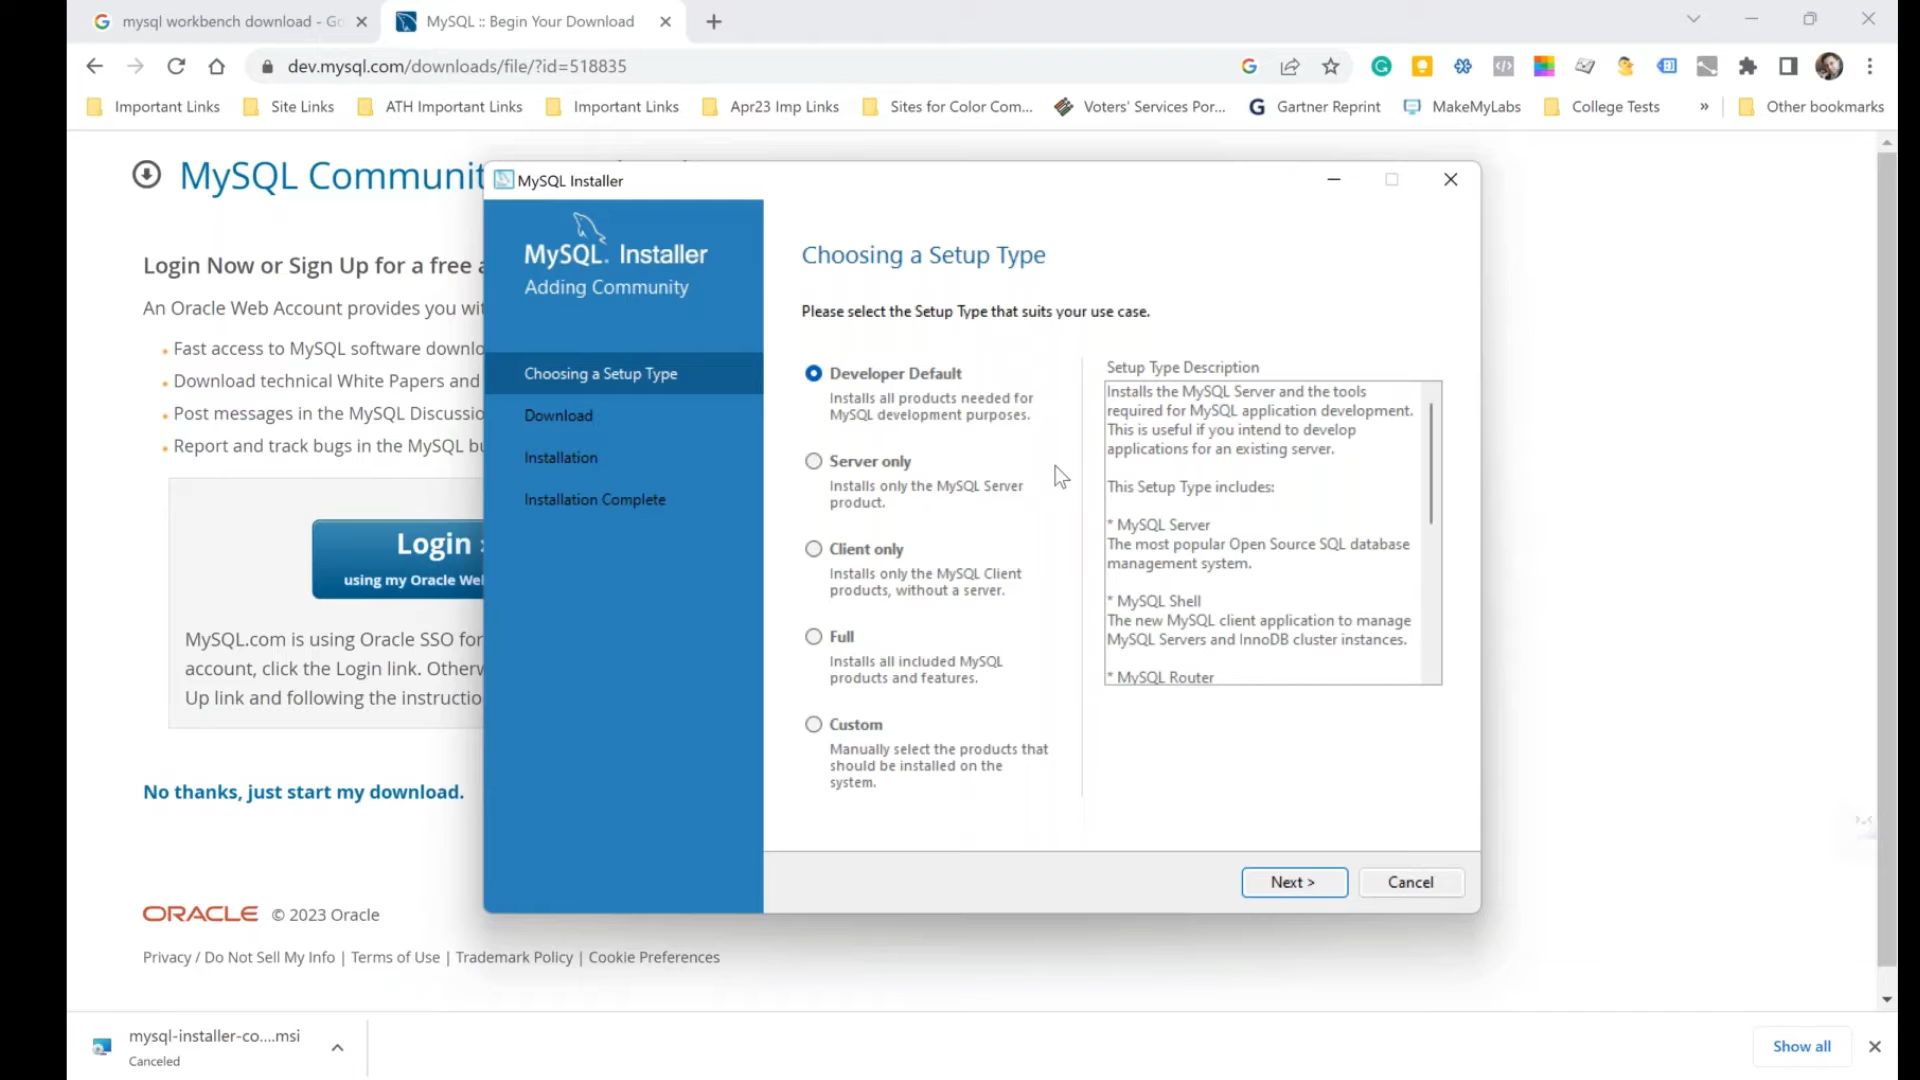 mysql workbench download - Go
MySQL :: Begin Your Download
dev.mysql.com/downloads/file/?id=518835
Important Links
Site Links
ATH Important Links
Important Links
Apr23 Imp Links
Sites for Color Com...
Voters' Services Por...
Gartner Reprint
MakeMyLabs
College Tests
»
Other bookmarks
MySQL Communit
Login Now or Sign Up for a free a
An Oracle Web Account provides you wit
• Fast access to MySQL software downlo
• Download technical White Papers and
• Post messages in the MySQL Discussio
• Report and track bugs in the MySQL bu
Login ›
using my Oracle Wel
MySQL.com is using Oracle SSO for
account, click the Login link. Otherw
Up link and following the instructio
No thanks, just start my download.
ORACLE © 2023 Oracle
Privacy / Do Not Sell My Info | Terms of Use | Trademark Policy | Cookie Preferences
MySQL Installer
MySQL. Installer
Adding Community
Choosing a Setup Type
Download
Installation
Installation Complete
Choosing a Setup Type
Please select the Setup Type that suits your use case.
Developer Default
Installs all products needed for
MySQL development purposes.
Server only
Installs only the MySQL Server
product.
Client only
Installs only the MySQL Client
products, without a server.
Full
Installs all included MySQL
products and features.
Custom
Manually select the products that
should be installed on the
system.
Setup Type Description
Installs the MySQL Server and the tools
required for MySQL application development.
This is useful if you intend to develop
applications for an existing server.
This Setup Type includes:
* MySQL Server
The most popular Open Source SQL database
management system.
* MySQL Shell
The new MySQL client application to manage
MySQL Servers and InnoDB cluster instances.
* MySQL Router
Next >
Cancel
mysql-installer-co....msi
Canceled
Show all